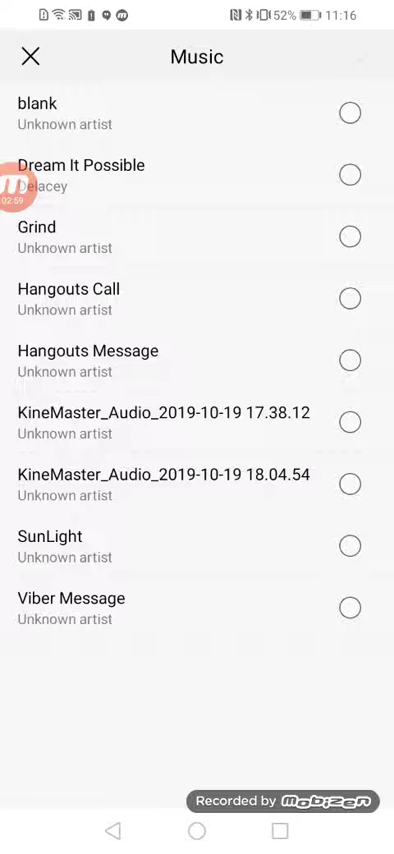 52% 11:16
Music
blank
Unknown artist
Dream It Possible
Delacey
02:59
Grind
Unknown artist
Hangouts Call
Unknown artist
Hangouts Message
Unknown artist
KineMaster_Audio_2019-10-19 17.38.12
Unknown artist
KineMaster_Audio_2019-10-19 18.04.54
Unknown artist
SunLight
Unknown artist
Viber Message
Unknown artist
Recorded by mobizen